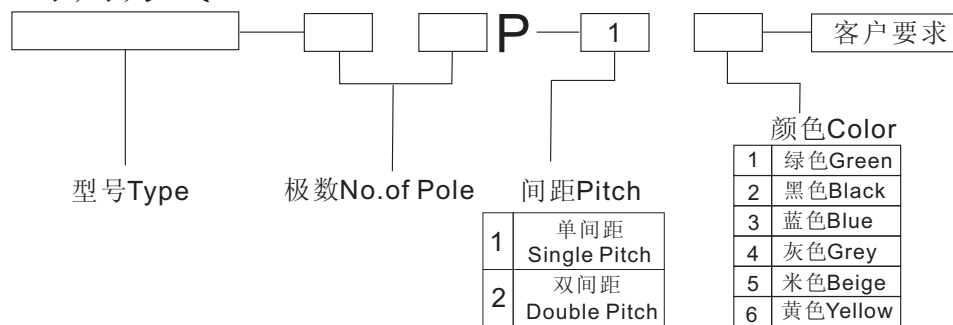 P 1 客户要求
型号Type
极数No.of Pole
间距Pitch
1 单间距
Single Pitch
2 双间距
Double Pitch
颜色Color
1 绿色Green
2 黑色Black
3 蓝色Blue
4 灰色Grey
5 米色Beige
6 黄色Yellow